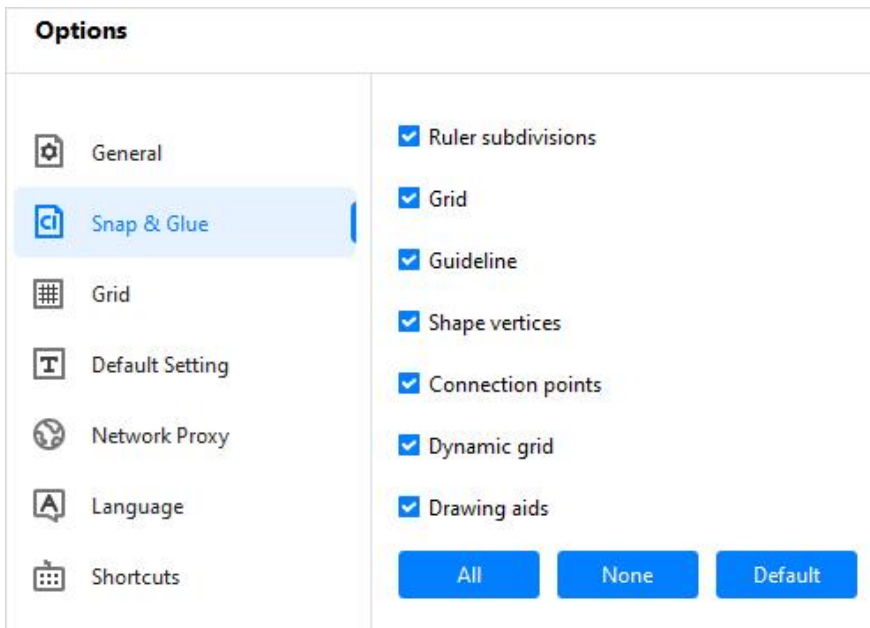 Options
General
Snap & Glue
Grid
Default Setting
Network Proxy
Language
Shortcuts
Ruler subdivisions
Grid
Guideline
Shape vertices
Connection points
Dynamic grid
Drawing aids
All None Default